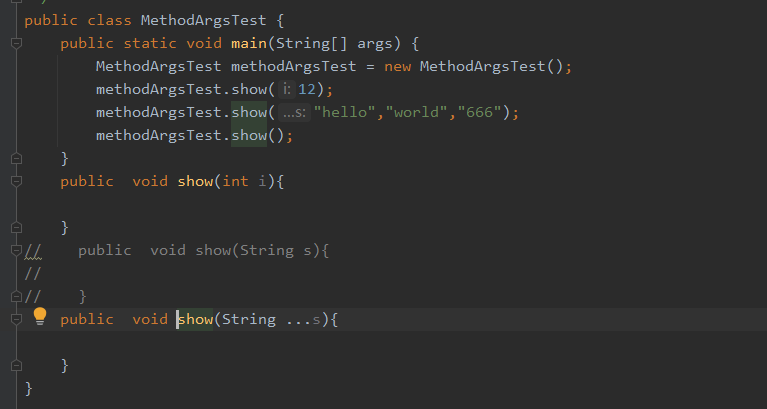 public class MethodArgsTest {
    public static void main(String[] args) {
        MethodArgsTest methodArgsTest = new MethodArgsTest();
        methodArgsTest.show( i: 12);
        methodArgsTest.show( ...s: "hello","world","666");
        methodArgsTest.show();
    }
    public  void show(int i){

    }
//    public  void show(String s){
//
//    }
    public  void show(String ...s){

    }
}